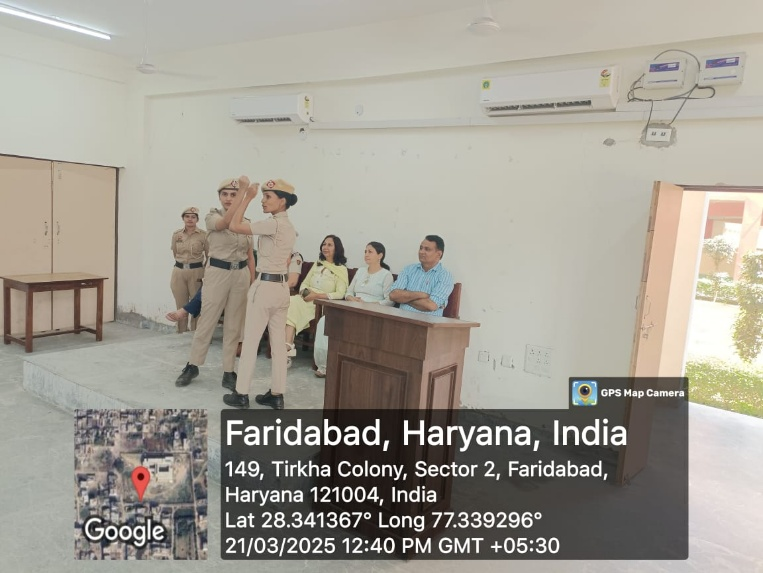 GPS Map Camera
Faridabad, Haryana, India
149, Tirkha Colony, Sector 2, Faridabad,
Haryana 121004, India
Lat 28.341367° Long 77.339296°
21/03/2025 12:40 PM GMT +05:30
Google